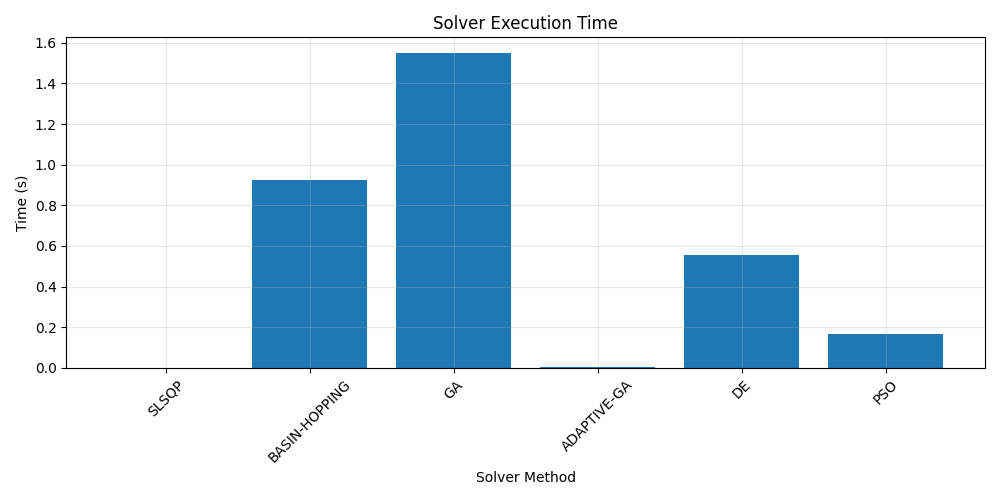 Solver Execution Time
Time (s)
1.6
1.4
1.2
1.0
0.8
0.6
0.4
0.2
0.0
SLSQP
BASIN-HOPPING
GA
ADAPTIVE-GA
DE
PSO
Solver Method